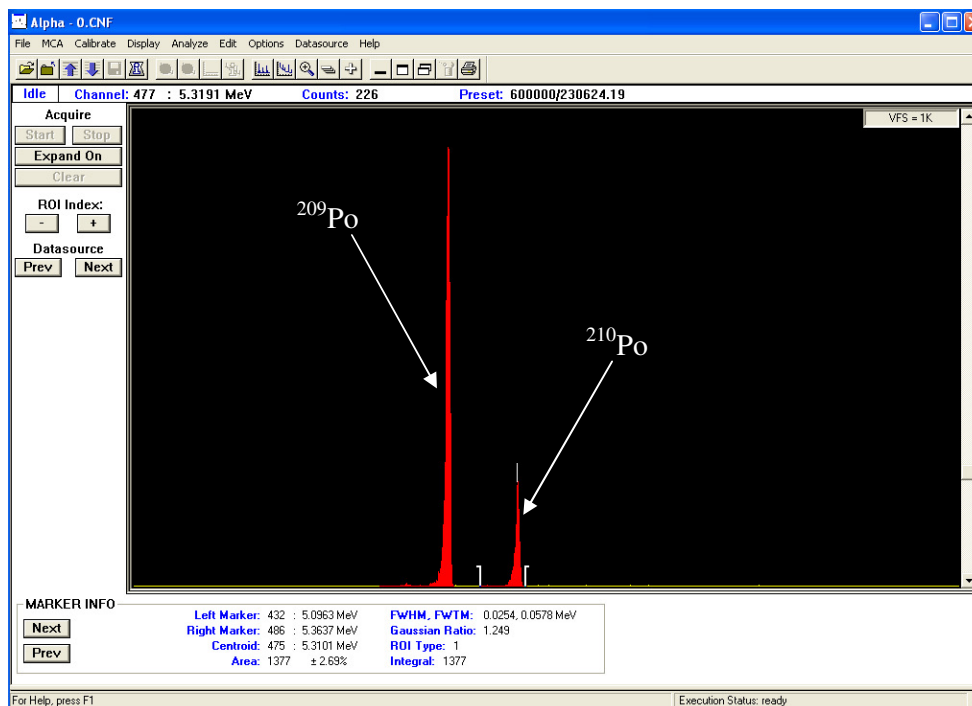 Alpha - 0.CNF
File MCA Calibrate Display Analyze Edit Options Datasource Help
Idle Channel: 477 : 5.3191 MeV Counts: 226 Preset: 600000/230624.19
Acquire
Start Stop
Expand On
Clear
ROI Index:
- +
Datasource
Prev Next
VFS = 1K
²⁰⁹Po
²¹⁰Po
MARKER INFO
Next
Prev
Left Marker: 432 : 5.0963 MeV FWHM, FWTM: 0.0254, 0.0578 MeV
Right Marker: 486 : 5.3637 MeV Gaussian Ratio: 1.249
Centroid: 475 : 5.3101 MeV ROI Type: 1
Area: 1377 ± 2.69% Integral: 1377
For Help, press F1 Execution Status: ready